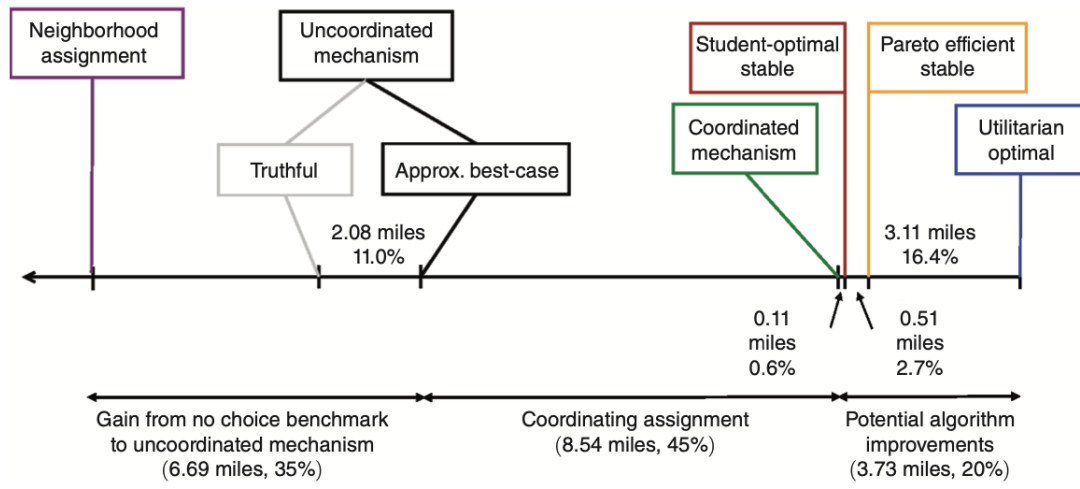 Neighborhood
assignment
Uncoordinated
mechanism
Student-optimal
stable
Pareto efficient
stable
Truthful
Approx. best-case
Coordinated
mechanism
Utilitarian
optimal
2.08 miles
11.0%
3.11 miles
16.4%
0.11
miles
0.6%
0.51
miles
2.7%
Gain from no choice benchmark
to uncoordinated mechanism
(6.69 miles, 35%)
Coordinating assignment
(8.54 miles, 45%)
Potential algorithm
improvements
(3.73 miles, 20%)